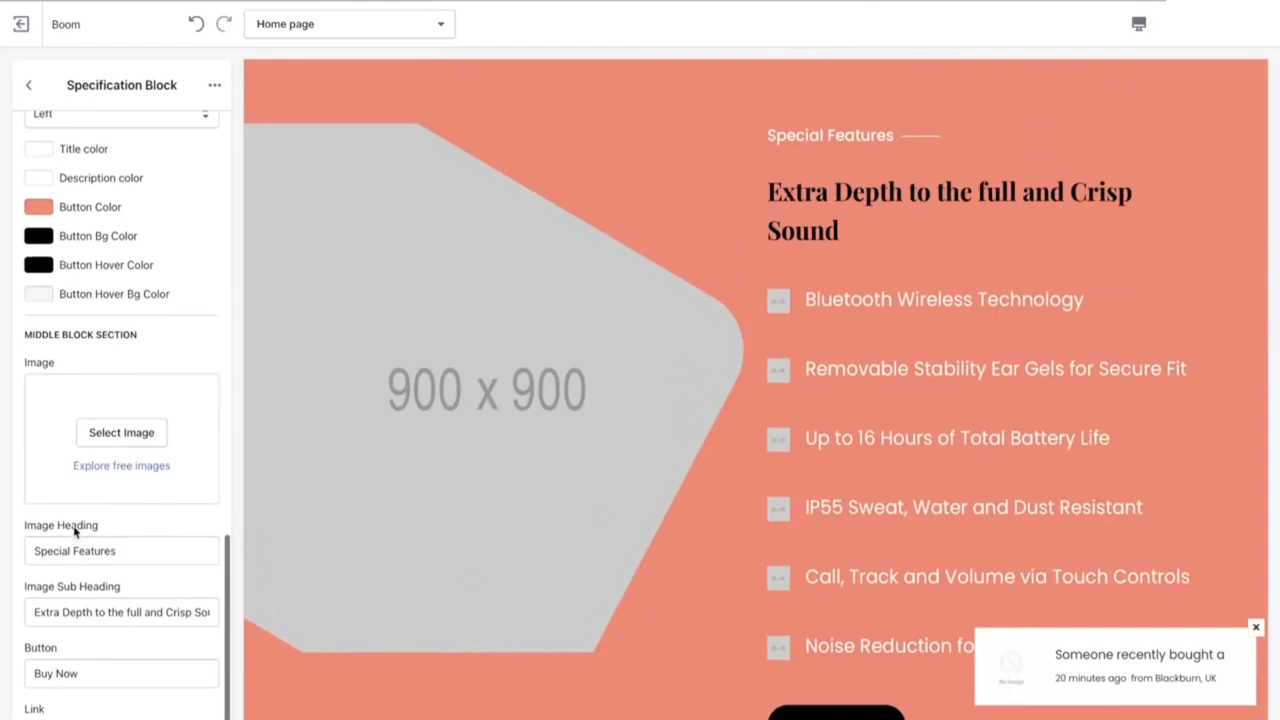 Boom
Home page
Specification Block
Left
Title color
Description color
Button Color
Button Bg Color
Button Hover Color
Button Hover Bg Color
MIDDLE BLOCK SECTION
Image
Select Image
Explore free images
Image Heading
Special Features
Image Sub Heading
Extra Depth to the full and Crisp Sou
Button
Buy Now
Link
900 x 900
Special Features
Extra Depth to the full and Crisp
Sound
Bluetooth Wireless Technology
Removable Stability Ear Gels for Secure Fit
Up to 16 Hours of Total Battery Life
IP55 Sweat, Water and Dust Resistant
Call, Track and Volume via Touch Controls
Noise Reduction fo
No image
Someone recently bought a
20 minutes ago from Blackburn, UK